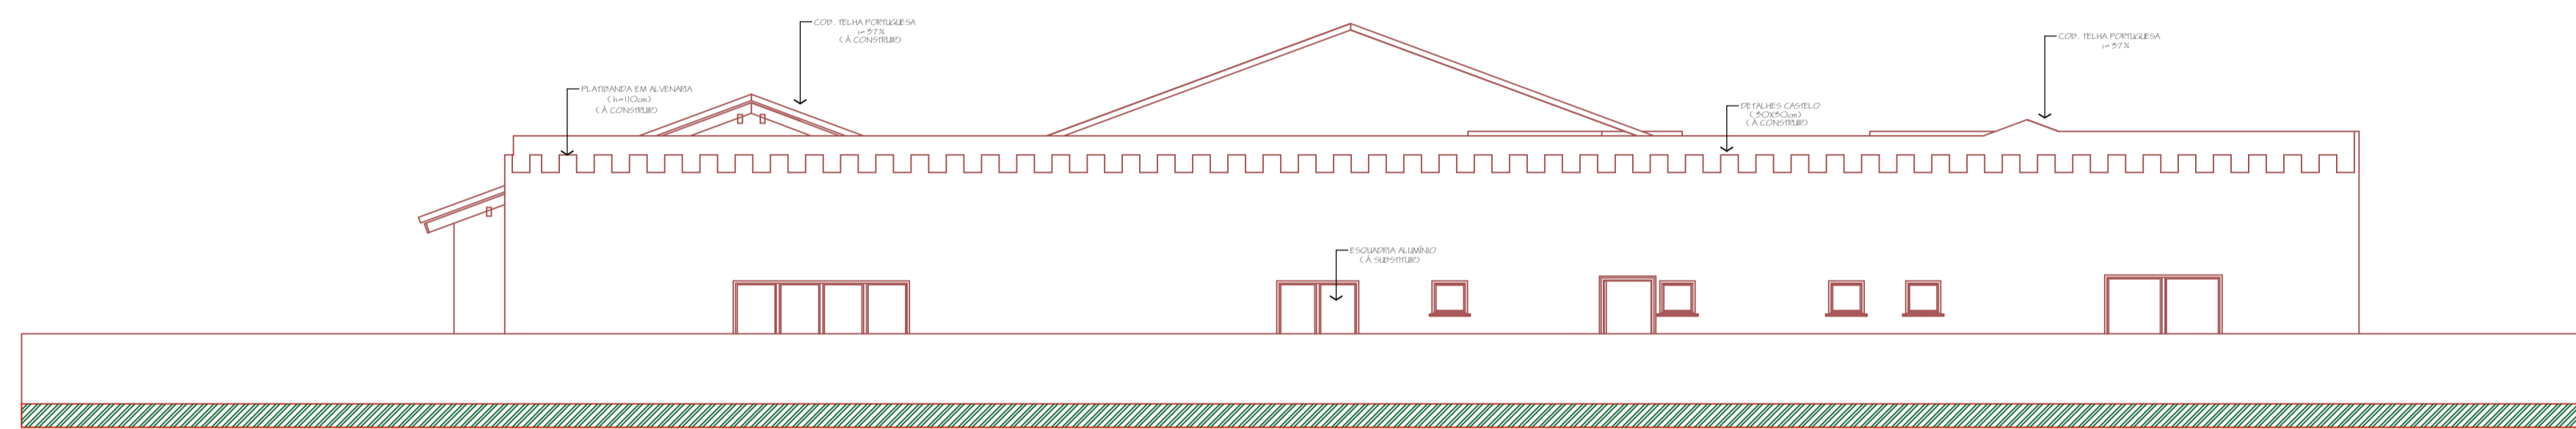 COB. TELHA PORTUGUESA
i=37%
(À CONSTRUIR)
COB. TELHA PORTUGUESA
i=37%
PLATIBANDA EM ALVENARIA
(h=110cm)
(À CONSTRUIR)
DETALHES CASTELO
(30X30cm)
(À CONSTRUIR)
ESQUADRIA ALUMÍNIO
(À SUBSTITUIR)